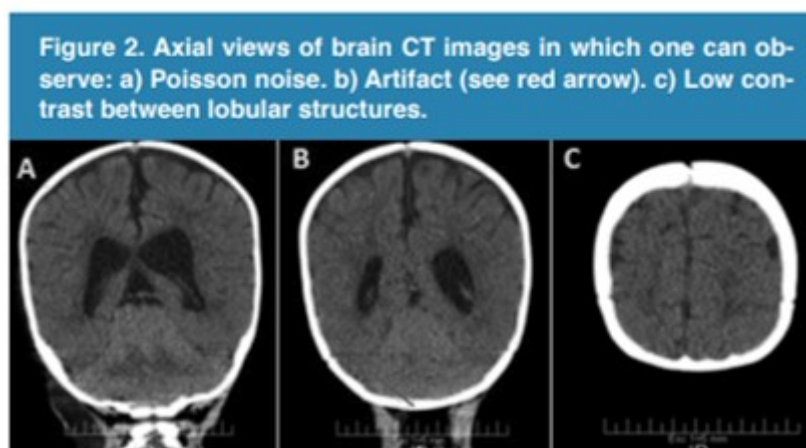 Figure 2. Axial views of brain CT images in which one can ob-
serve: a) Poisson noise. b) Artifact (see red arrow). c) Low con-
trast between lobular structures.
A
B
C